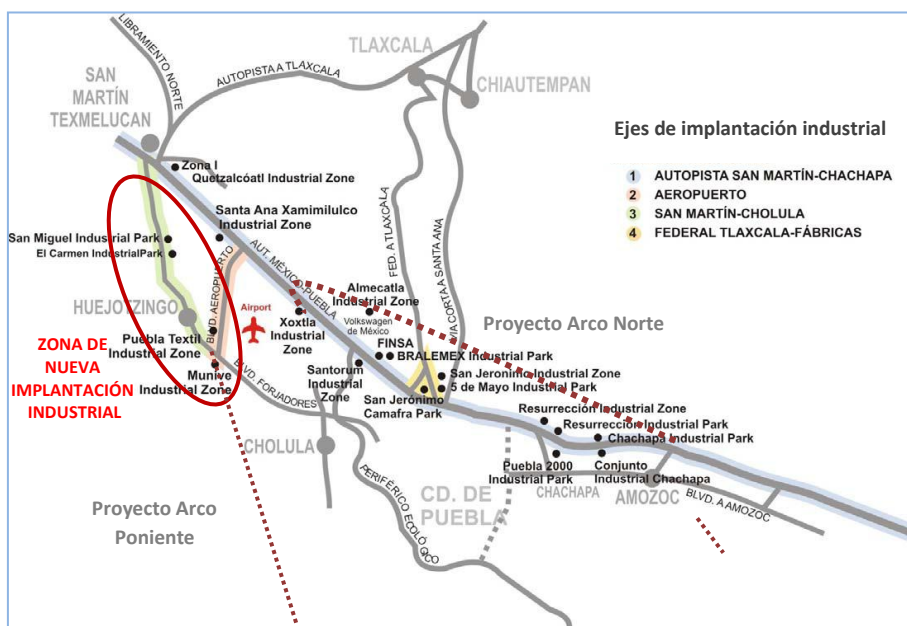 LIBRAMIENTO NORTE
SAN
MARTÍN
TEXMELUCAN
AUTOPISTA A TLAXCALA
TLAXCALA
CHIAUTEMPAN
Ejes de implantación industrial
1 AUTOPISTA SAN MARTÍN-CHACHAPA
2 AEROPUERTO
3 SAN MARTÍN-CHOLULA
4 FEDERAL TLAXCALA-FÁBRICAS
Zona I
Quetzalcóatl Industrial Zone
Santa Ana Xamimilulco
Industrial Zone
San Miguel Industrial Park
El Carmen IndustrialPark
AUT. MÉXICO-PUEBLA
FED. A TLAXCALA
VIA CORTA A SANTA ANA
BLVD. AEROPUERTO
HUEJOTZINGO
Airport
Xoxtla
Industrial
Zone
Almecatla
Industrial Zone
Volkswagen
de México
Proyecto Arco Norte
Puebla Textil
Industrial Zone
Munive
Industrial Zone
ZONA DE
NUEVA
IMPLANTACIÓN
INDUSTRIAL
BLVD. FORJADORES
Santorum
Industrial
Zone
FINSA
BRALEMEX Industrial Park
San Jeronimo Industrial Zone
5 de Mayo Industrial Park
San Jerónimo
Camafra Park
Resurrección Industrial Zone
Resurrección Industrial Park
Chachapa Industrial Park
Puebla 2000
Industrial Park
Conjunto
Industrial Chachapa
CHACHAPA
AMOZOC
BLVD. A AMOZOC
CHOLULA
PERIFÉRICO ECOLÓGICO
CD. DE
PUEBLA
Proyecto Arco
Poniente